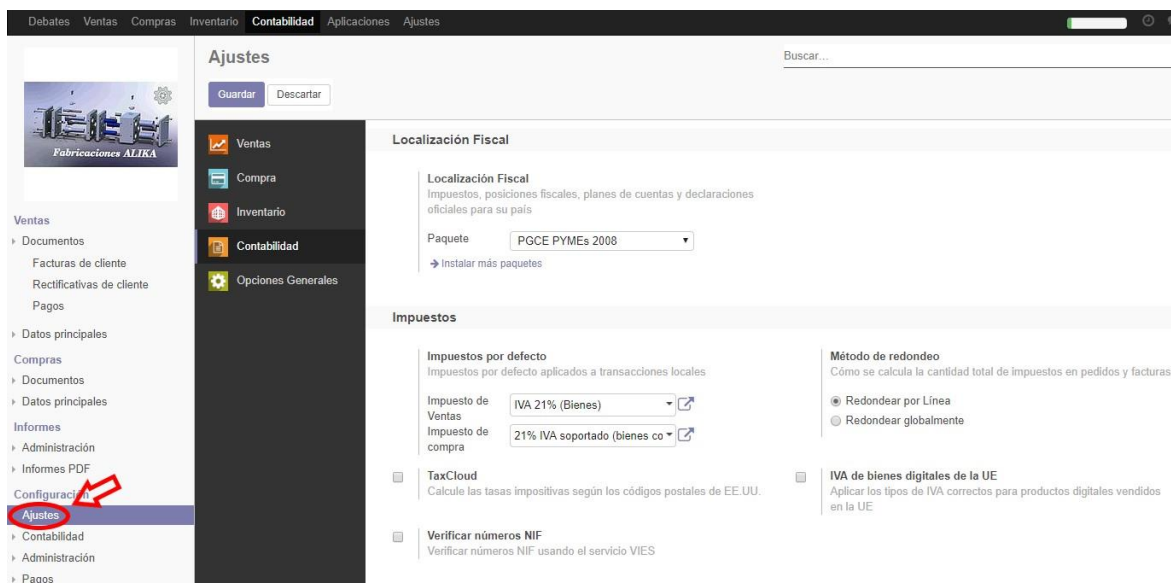 Debates Ventas Compras Inventario Contabilidad Aplicaciones Ajustes
Ajustes
Buscar...
Guardar Descartar
Fabricaciones ALIKA
Ventas
Documentos
Facturas de cliente
Rectificativas de cliente
Pagos
Datos principales
Compras
Documentos
Datos principales
Informes
Administración
Informes PDF
Configuración
Ajustes
Contabilidad
Administración
Pagos
Ventas
Compra
Inventario
Contabilidad
Opciones Generales
Localización Fiscal
Localización Fiscal
Impuestos, posiciones fiscales, planes de cuentas y declaraciones
oficiales para su país
Paquete PGCE PYMEs 2008
Instalar más paquetes
Impuestos
Impuestos por defecto
Impuestos por defecto aplicados a transacciones locales
Impuesto de
Ventas
IVA 21% (Bienes)
Impuesto de
compra
21% IVA soportado (bienes co
Método de redondeo
Cómo se calcula la cantidad total de impuestos en pedidos y facturas
Redondear por Línea
Redondear globalmente
TaxCloud
Calcule las tasas impositivas según los códigos postales de EE.UU.
IVA de bienes digitales de la UE
Aplicar los tipos de IVA correctos para productos digitales vendidos
en la UE
Verificar números NIF
Verificar números NIF usando el servicio VIES